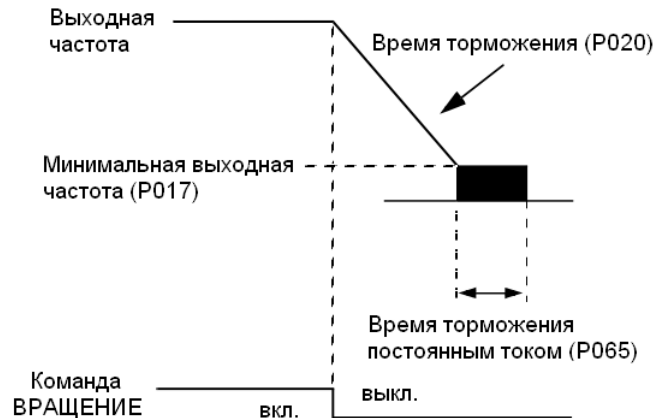 Выходная
частота
Время торможения (P020)
Минимальная выходная
частота (P017)
Время торможения
постоянным током (P065)
Команда
ВРАЩЕНИЕ
вкл.
выкл.